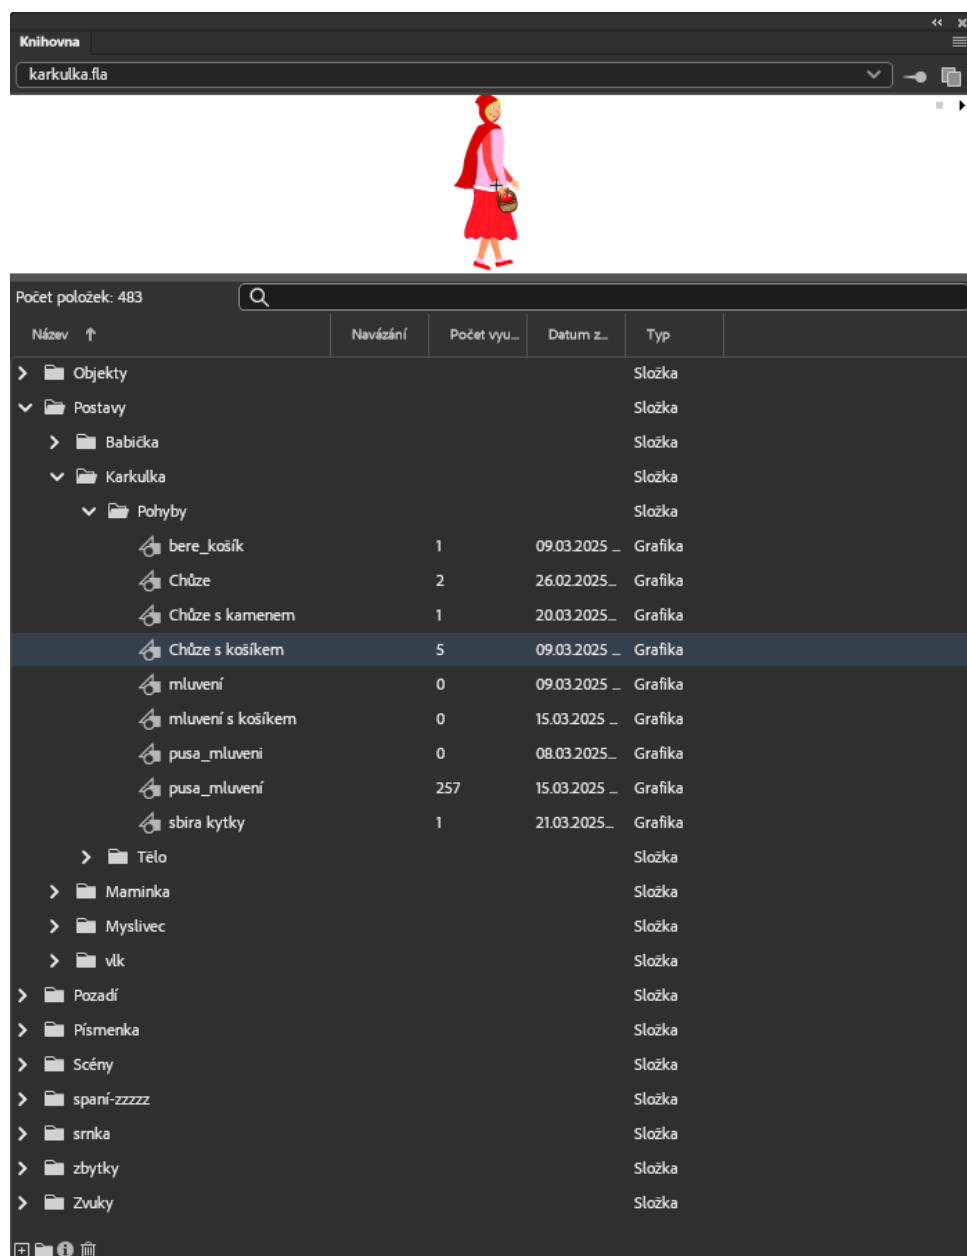 Knihovna
karkulka.fla
Počet položek: 483
Název Navázání Počet vyu... Datum z... Typ
Objekty Složka
Postavy Složka
Babička Složka
Karkulka Složka
Pohyby Složka
bere_košík 1 09.03.2025 ... Grafika
Chůze 2 26.02.2025... Grafika
Chůze s kamenem 1 20.03.2025... Grafika
Chůze s košíkem 5 09.03.2025 ... Grafika
mluvení 0 09.03.2025 ... Grafika
mluvení s košíkem 0 15.03.2025 ... Grafika
pusa_mluveni 0 08.03.2025... Grafika
pusa_mluvení 257 15.03.2025 ... Grafika
sbira kytky 1 21.03.2025... Grafika
Tělo Složka
Maminka Složka
Myslivec Složka
vlk Složka
Pozadí Složka
Písmenka Složka
Scény Složka
spaní-zzzzz Složka
srnka Složka
zbytky Složka
Zvuky Složka